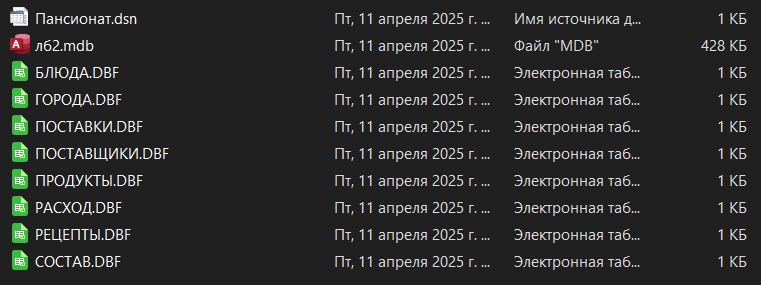 Пансионат.dsn Пт, 11 апреля 2025 г. ... Имя источника д... 1 КБ
лб2.mdb Пт, 11 апреля 2025 г. ... Файл "MDB" 428 КБ
БЛЮДА.DBF Пт, 11 апреля 2025 г. ... Электронная таб... 1 КБ
ГОРОДА.DBF Пт, 11 апреля 2025 г. ... Электронная таб... 1 КБ
ПОСТАВКИ.DBF Пт, 11 апреля 2025 г. ... Электронная таб... 1 КБ
ПОСТАВЩИКИ.DBF Пт, 11 апреля 2025 г. ... Электронная таб... 1 КБ
ПРОДУКТЫ.DBF Пт, 11 апреля 2025 г. ... Электронная таб... 1 КБ
РАСХОД.DBF Пт, 11 апреля 2025 г. ... Электронная таб... 1 КБ
РЕЦЕПТЫ.DBF Пт, 11 апреля 2025 г. ... Электронная таб... 1 КБ
СОСТАВ.DBF Пт, 11 апреля 2025 г. ... Электронная таб... 1 КБ